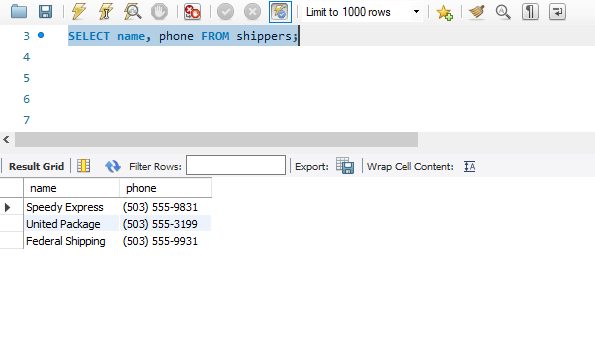 Limit to 1000 rows
3 SELECT name, phone FROM shippers;
4
5
6
7
Result Grid Filter Rows: Export: Wrap Cell Content:
name phone
Speedy Express (503) 555-9831
United Package (503) 555-3199
Federal Shipping (503) 555-9931